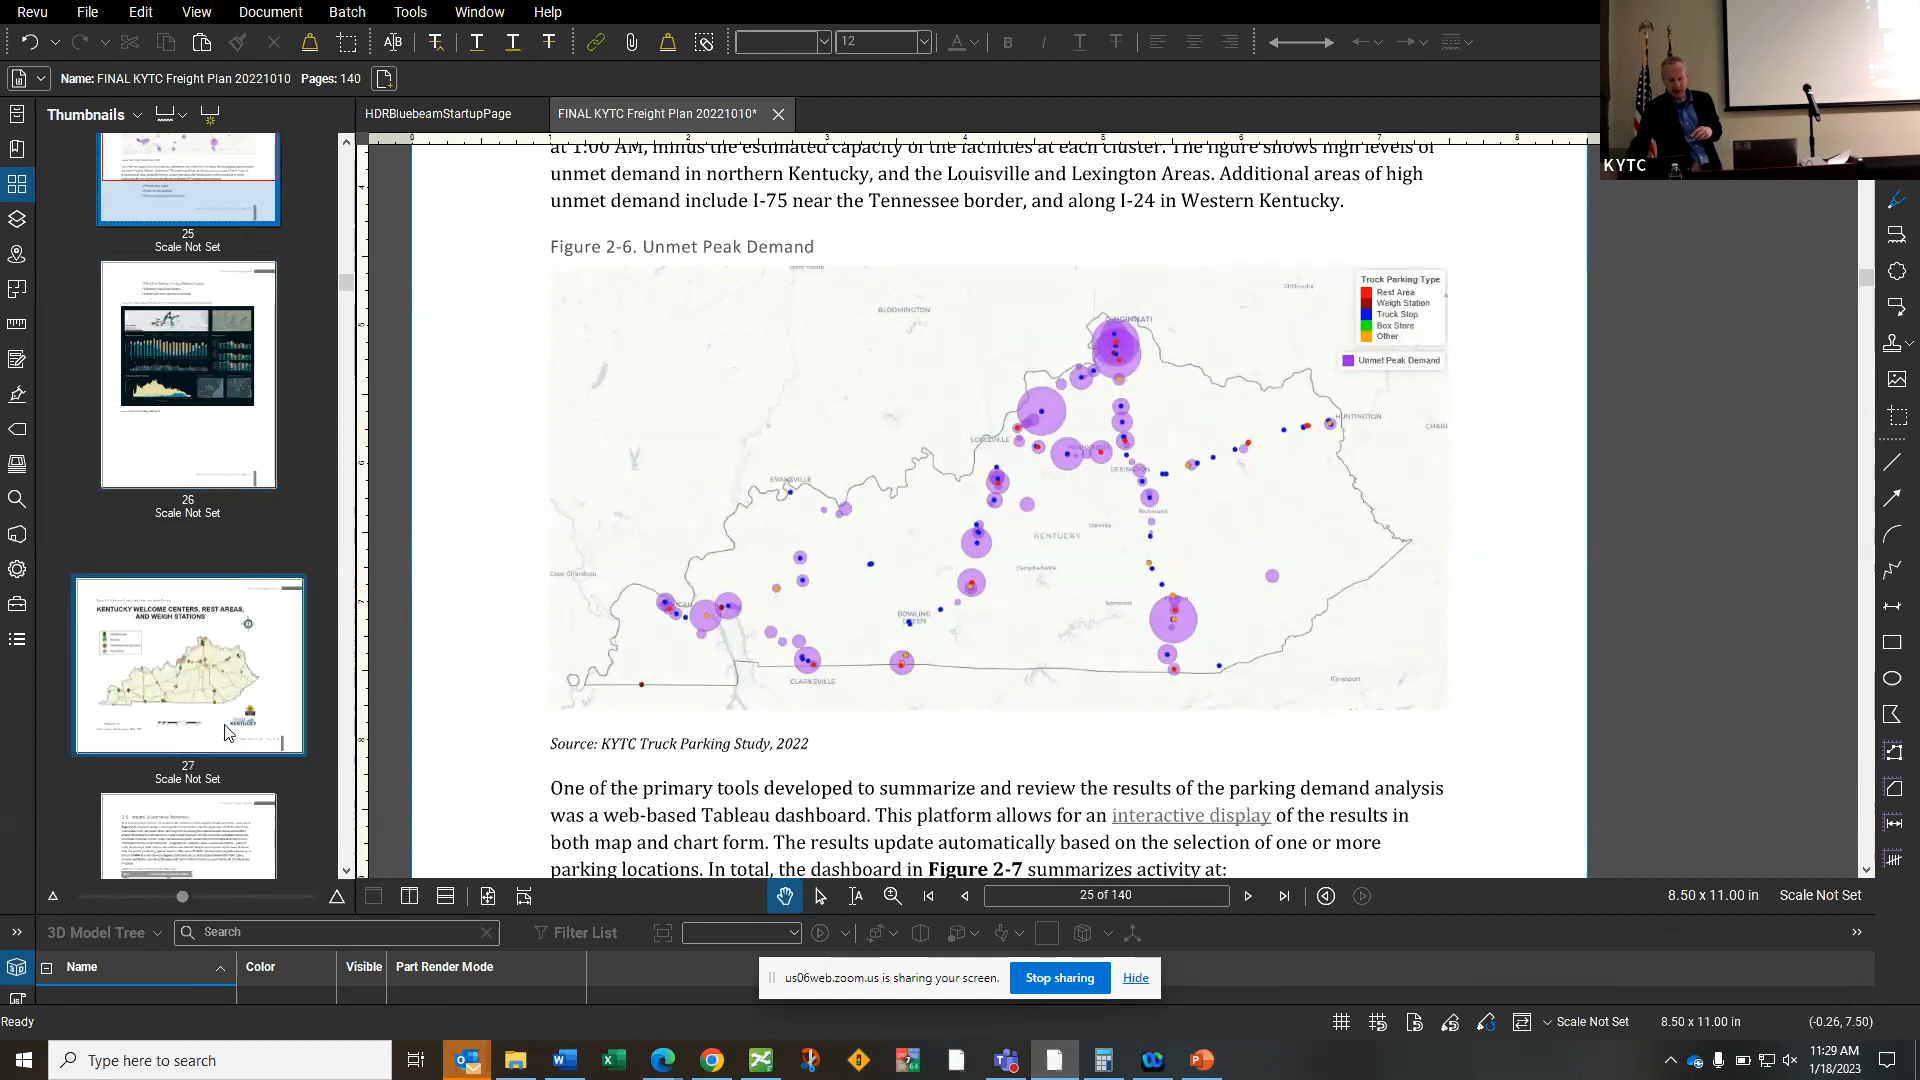 Revu File Edit View Document Batch Tools Window Help
12
Name: FINAL KYTC Freight Plan 20221010 Pages: 140
Thumbnails
HDRBluebeamStartupPage
FINAL KYTC Freight Plan 20221010*
KYTC
at 1:00 AM, minus the estimated capacity of the facilities at each cluster. The figure shows high levels of
unmet demand in northern Kentucky, and the Louisville and Lexington Areas. Additional areas of high
unmet demand include I-75 near the Tennessee border, and along I-24 in Western Kentucky.
Figure 2-6. Unmet Peak Demand
Truck Parking Type
Rest Area
Weigh Station
Truck Stop
Box Store
Other
Unmet Peak Demand
BLOOMINGTON
CINCINNATI
HUNTINGTON
LOUISVILLE
LEXINGTON
EVANSVILLE
Richmond
KENTUCKY
Danville
Campbellsville
Cape Girardeau
Somerset
BOWLING
GREEN
CLARKSVILLE
Kingsport
Source: KYTC Truck Parking Study, 2022
One of the primary tools developed to summarize and review the results of the parking demand analysis
was a web-based Tableau dashboard. This platform allows for an interactive display of the results in
both map and chart form. The results update automatically based on the selection of one or more
parking locations. In total, the dashboard in Figure 2-7 summarizes activity at:
25
Scale Not Set
26
Scale Not Set
KENTUCKY WELCOME CENTERS, REST AREAS,
AND WEIGH STATIONS
27
Scale Not Set
25 of 140
8.50 x 11.00 in Scale Not Set
3D Model Tree Search Filter List
Name Color Visible Part Render Mode
us06web.zoom.us is sharing your screen. Stop sharing Hide
Ready
Scale Not Set 8.50 x 11.00 in (-0.26, 7.50)
Type here to search
11:29 AM
1/18/2023